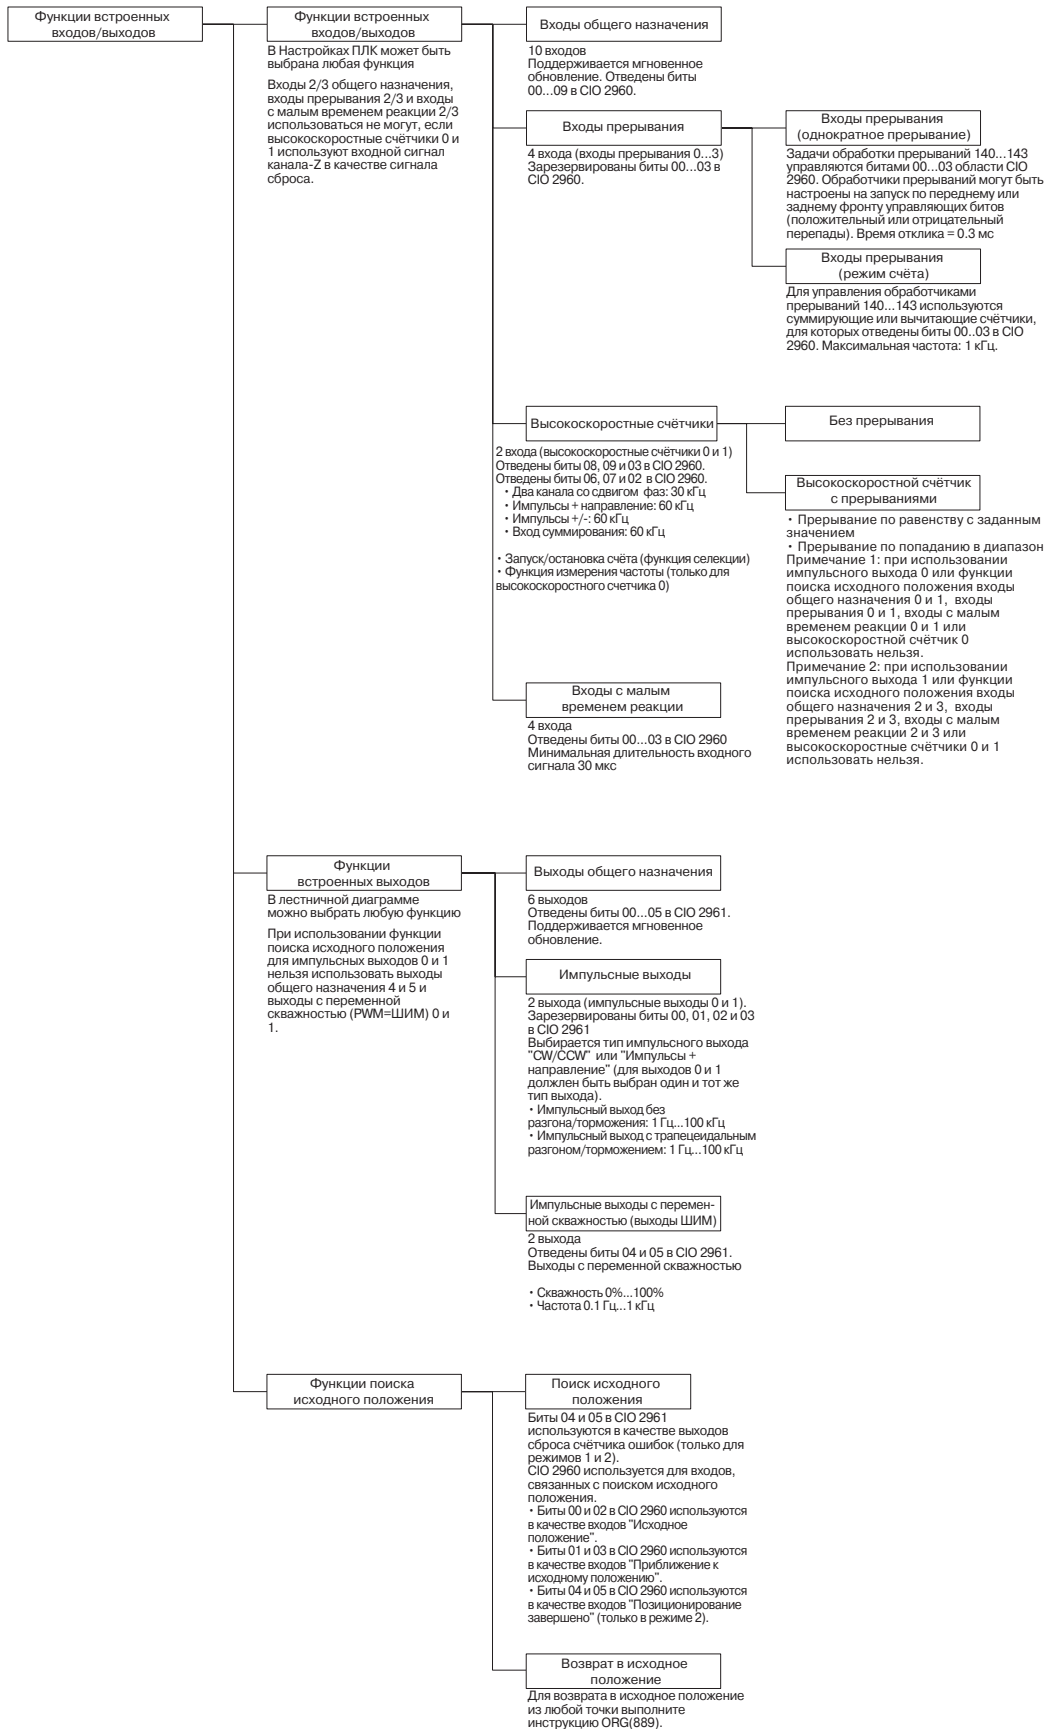 Функции встроенных
входов/выходов
Функции встроенных
входов/выходов
В Настройках ПЛК может быть
выбрана любая функция
Входы 2/3 общего назначения,
входы прерывания 2/3 и входы
с малым временем реакции 2/3
использоваться не могут, если
высокоскоростные счётчики 0 и
1 используют входной сигнал
канала-Z в качестве сигнала
сброса.
Входы общего назначения
10 входов
Поддерживается мгновенное
обновление. Отведены биты
00...09 в CIO 2960.
Входы прерывания
4 входа (входы прерывания 0...3)
Зарезервированы биты 00...03 в
CIO 2960.
Входы прерывания
(однократное прерывание)
Задачи обработки прерываний 140...143
управляются битами 00...03 области CIO
2960. Обработчики прерываний могут быть
настроены на запуск по переднему или
заднему фронту управляющих битов
(положительный или отрицательный
перепады). Время отклика = 0.3 мс
Входы прерывания
(режим счёта)
Для управления обработчиками
прерываний 140...143 используются
суммирующие или вычитающие счётчики,
для которых отведены биты 00..03 в CIO
2960. Максимальная частота: 1 кГц.
Высокоскоростные счётчики
2 входа (высокоскоростные счётчики 0 и 1)
Отведены биты 08, 09 и 03 в CIO 2960.
Отведены биты 06, 07 и 02 в CIO 2960.
• Два канала со сдвигом фаз: 30 кГц
• Импульсы + направление: 60 кГц
• Импульсы +/-: 60 кГц
• Вход суммирования: 60 кГц
• Запуск/остановка счёта (функция селекции)
• Функция измерения частоты (только для
высокоскоростного счетчика 0)
Без прерывания
Высокоскоростной счётчик
с прерываниями
• Прерывание по равенству с заданным
значением
• Прерывание по попаданию в диапазон
Примечание 1: при использовании
импульсного выхода 0 или функции
поиска исходного положения входы
общего назначения 0 и 1, входы
прерывания 0 и 1, входы с малым
временем реакции 0 и 1 или
высокоскоростной счётчик 0
использовать нельзя.
Примечание 2: при использовании
импульсного выхода 1 или функции
поиска исходного положения входы
общего назначения 2 и 3, входы
прерывания 2 и 3, входы с малым
временем реакции 2 и 3 или
высокоскоростные счётчики 0 и 1
использовать нельзя.
Входы с малым
временем реакции
4 входа
Отведены биты 00...03 в CIO 2960
Минимальная длительность входного
сигнала 30 мкс
Функции
встроенных выходов
В лестничной диаграмме
можно выбрать любую функцию
При использовании функции
поиска исходного положения
для импульсных выходов 0 и 1
нельзя использовать выходы
общего назначения 4 и 5 и
выходы с переменной
скважностью (PWM=ШИМ) 0 и
1.
Выходы общего назначения
6 выходов
Отведены биты 00...05 в CIO 2961.
Поддерживается мгновенное
обновление.
Импульсные выходы
2 выхода (импульсные выходы 0 и 1).
Зарезервированы биты 00, 01, 02 и 03
в CIO 2961
Выбирается тип импульсного выхода
"CW/CCW" или "Импульсы +
направление" (для выходов 0 и 1
должлен быть выбран один и тот же
тип выхода).
• Импульсный выход без
разгона/торможения: 1 Гц...100 кГц
• Импульсный выход с трапецеидальным
разгоном/торможением: 1 Гц...100 кГц
Импульсные выходы с перемен-
ной скважностью (выходы ШИМ)
2 выхода
Отведены биты 04 и 05 в CIO 2961.
Выходы с переменной скважностью
• Скважность 0%...100%
• Частота 0.1 Гц...1 кГц
Функции поиска
исходного положения
Поиск исходного
положения
Биты 04 и 05 в CIO 2961
используются в качестве выходов
сброса счётчика ошибок (только для
режимов 1 и 2).
CIO 2960 используется для входов,
связанных с поиском исходного
положения.
• Биты 00 и 02 в CIO 2960 используются
в качестве входов "Исходное
положение".
• Биты 01 и 03 в CIO 2960 используются
в качестве входов "Приближение к
исходному положению".
• Биты 04 и 05 в CIO 2960 используются
в качестве входов "Позиционирование
завершено" (только в режиме 2).
Возврат в исходное
положение
Для возврата в исходное положение
из любой точки выполните
инструкцию ORG(889).